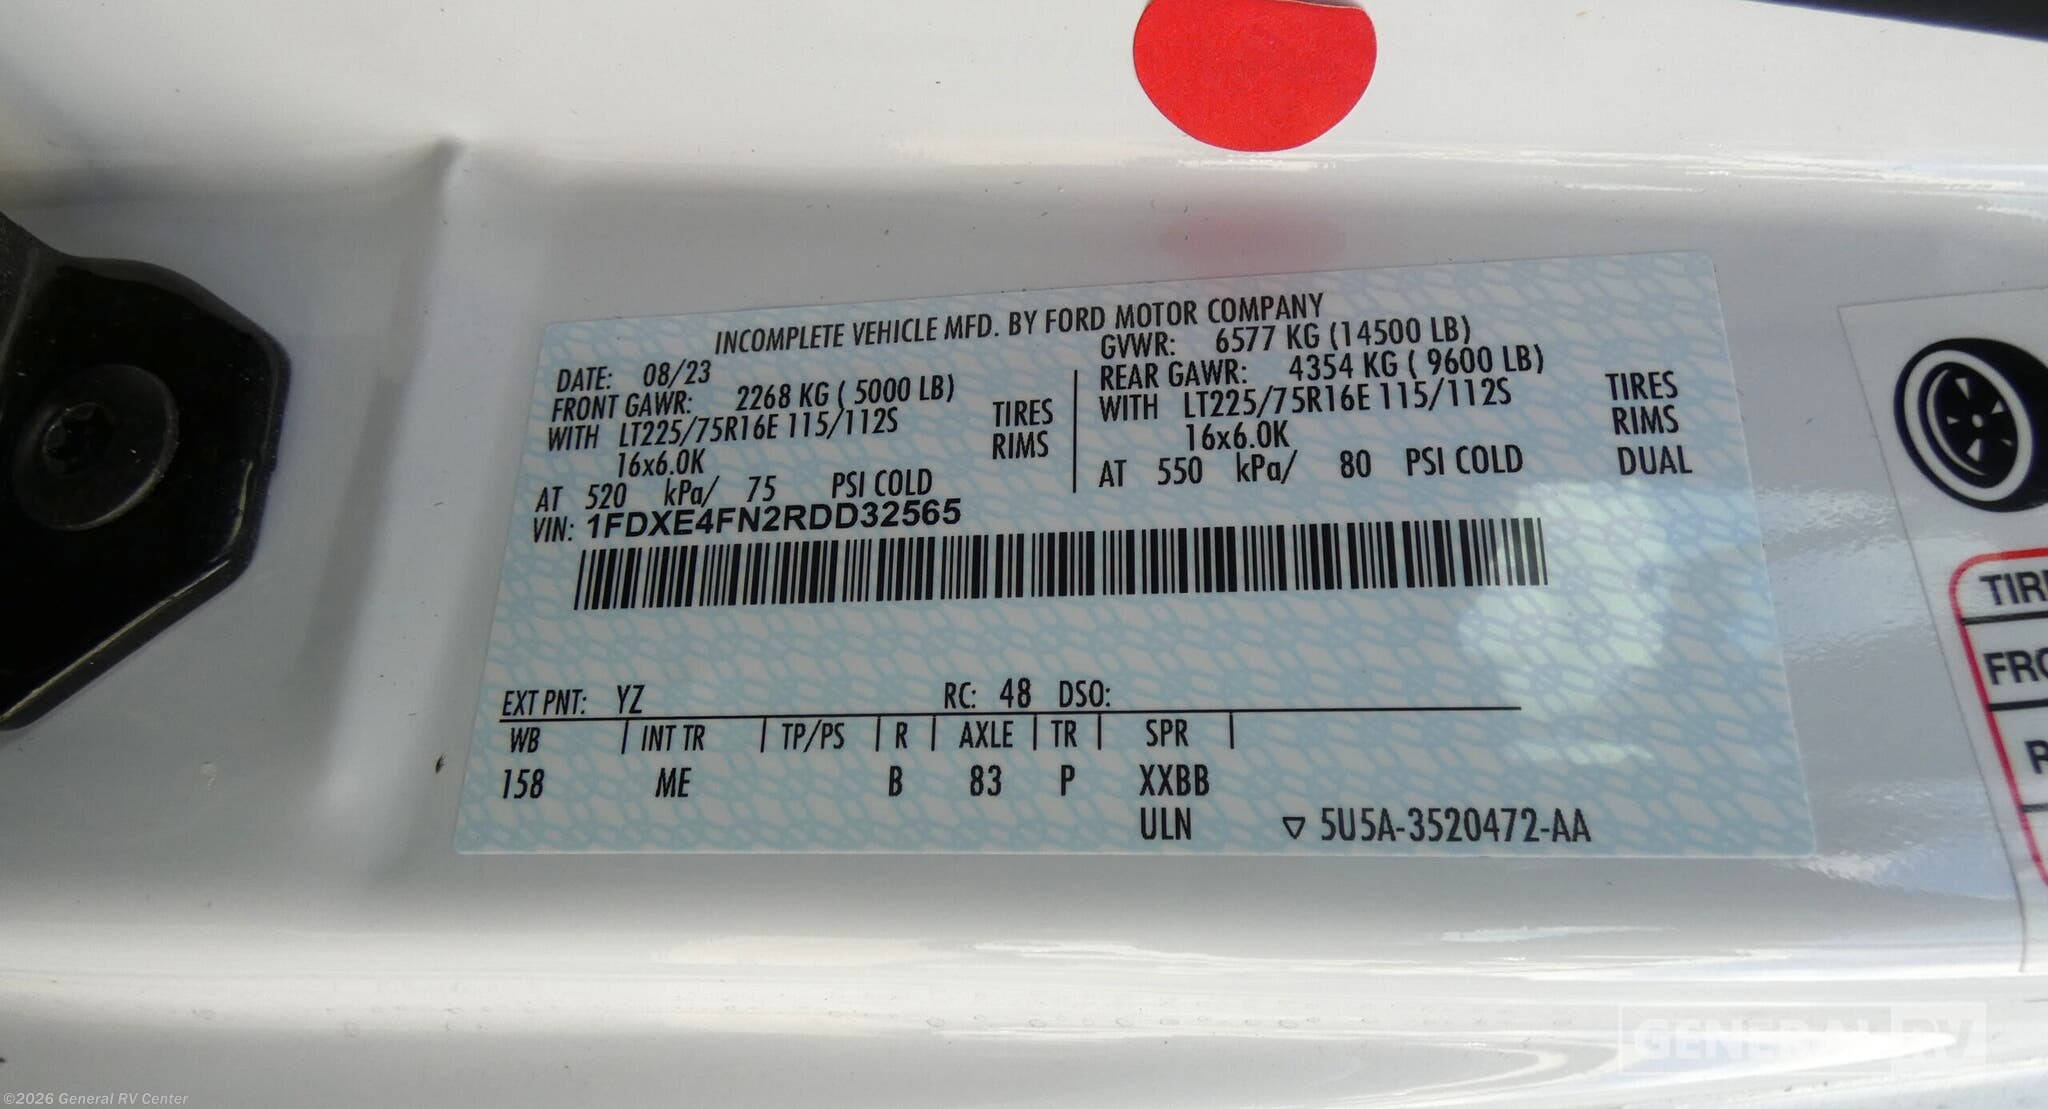 INCOMPLETE VEHICLE MFD. BY FORD MOTOR COMPANY
DATE: 08/23
GVWR: 6577 KG (14500 LB)
FRONT GAWR: 2268 KG ( 5000 LB)
REAR GAWR: 4354 KG ( 9600 LB)
WITH LT225/75R16E 115/112S TIRES
WITH LT225/75R16E 115/112S TIRES
16x6.0K RIMS
16x6.0K RIMS
AT 520 kPa/ 75 PSI COLD
AT 550 kPa/ 80 PSI COLD DUAL
VIN: 1FDXE4FN2RDD32565
EXT PNT: YZ RC: 48 DSO:
WB INT TR TP/PS R AXLE TR SPR
158 ME B 83 P XXBB
ULN 5U5A-3520472-AA
GENERAL RV
©2026 General RV Center